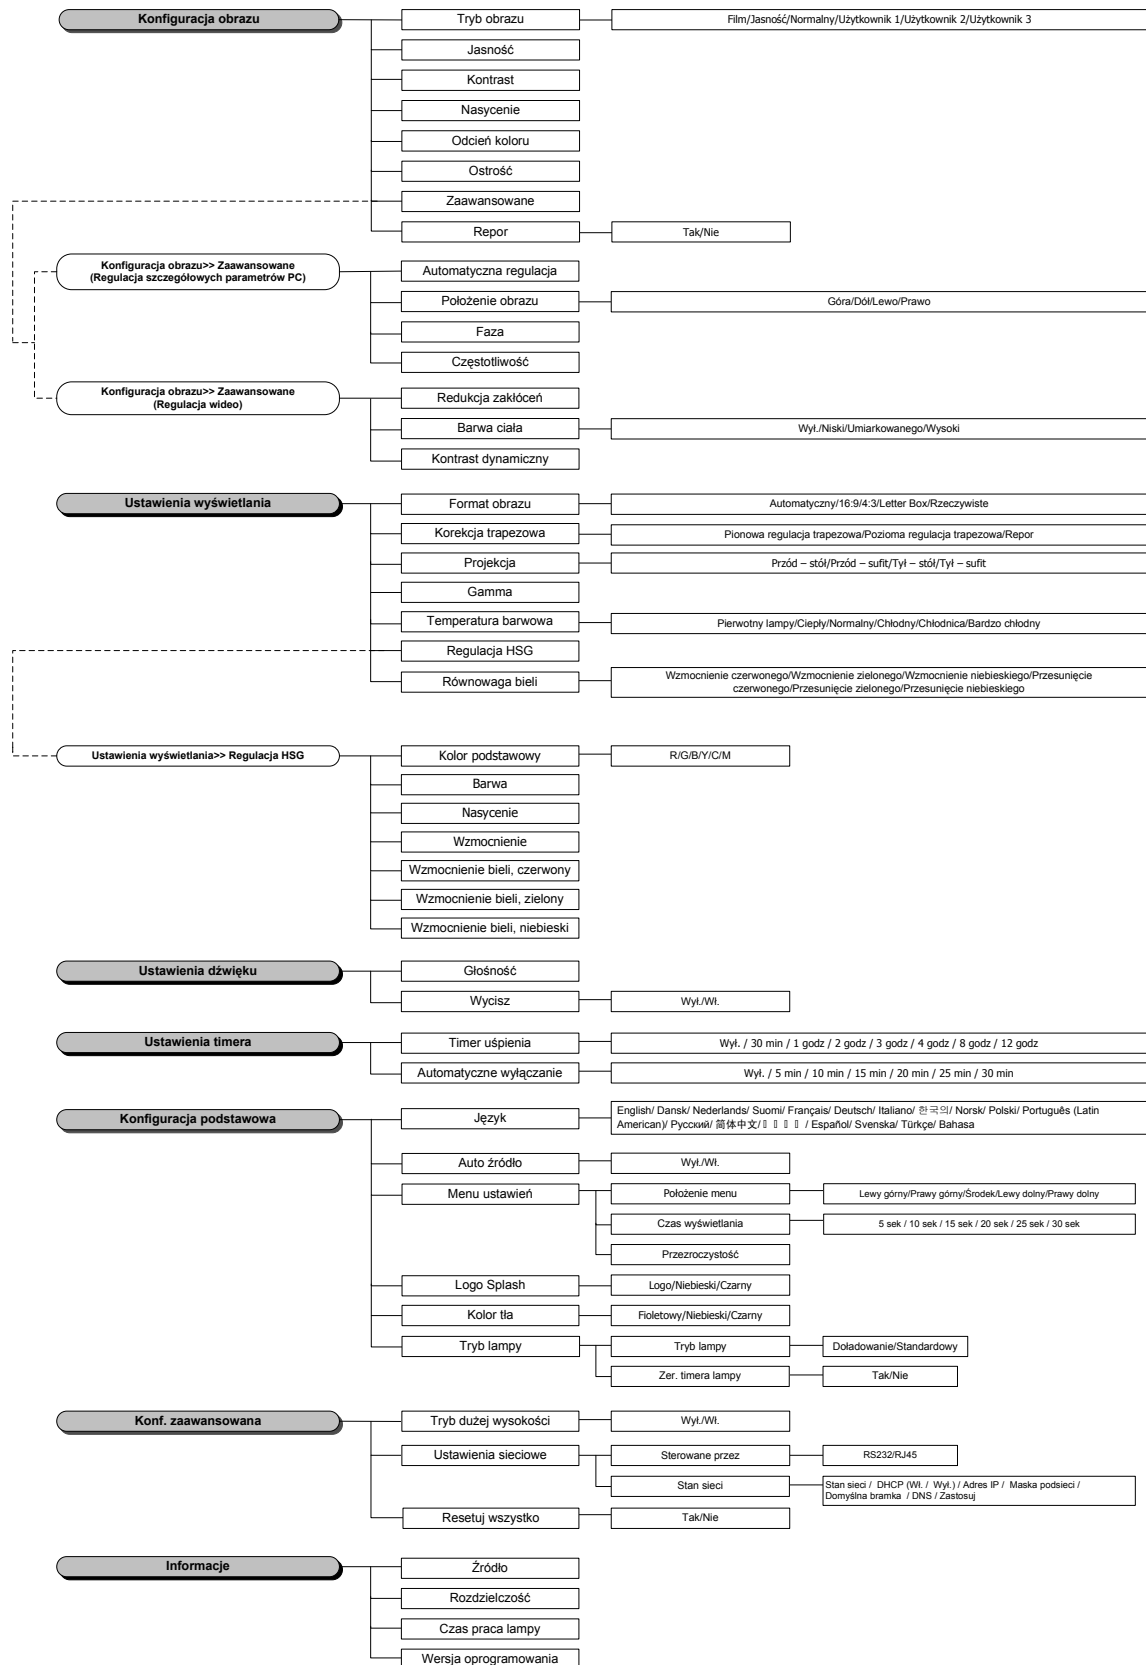 Konfiguracja obrazu
Tryb obrazu
Film/Jasność/Normalny/Użytkownik 1/Użytkownik 2/Użytkownik 3
Jasność
Kontrast
Nasycenie
Odcień koloru
Ostrość
Zaawansowane
Repor
Tak/Nie
Konfiguracja obrazu>> Zaawansowane
(Regulacja szczegółowych parametrów PC)
Automatyczna regulacja
Położenie obrazu
Góra/Dół/Lewo/Prawo
Faza
Częstotliwość
Konfiguracja obrazu>> Zaawansowane
(Regulacja wideo)
Redukcja zakłóceń
Barwa ciała
Wył./Niski/Umiarkowanego/Wysoki
Kontrast dynamiczny
Ustawienia wyświetlania
Format obrazu
Automatyczny/16:9/4:3/Letter Box/Rzeczywiste
Korekcja trapezowa
Pionowa regulacja trapezowa/Pozioma regulacja trapezowa/Repor
Projekcja
Przód – stół/Przód – sufit/Tył – stół/Tył – sufit
Gamma
Temperatura barwowa
Pierwotny lampy/Ciepły/Normalny/Chłodny/Chłodnica/Bardzo chłodny
Regulacja HSG
Równowaga bieli
Wzmocnienie czerwonego/Wzmocnienie zielonego/Wzmocnienie niebieskiego/Przesunięcie
czerwonego/Przesunięcie zielonego/Przesunięcie niebieskiego
Ustawienia wyświetlania>> Regulacja HSG
Kolor podstawowy
R/G/B/Y/C/M
Barwa
Nasycenie
Wzmocnienie
Wzmocnienie bieli, czerwony
Wzmocnienie bieli, zielony
Wzmocnienie bieli, niebieski
Ustawienia dźwięku
Głośność
Wycisz
Wył./Wł.
Ustawienia timera
Timer uśpienia
Wył. / 30 min / 1 godz / 2 godz / 3 godz / 4 godz / 8 godz / 12 godz
Automatyczne wyłączanie
Wył. / 5 min / 10 min / 15 min / 20 min / 25 min / 30 min
Konfiguracja podstawowa
Język
English/ Dansk/ Nederlands/ Suomi/ Français/ Deutsch/ Italiano/ 한국의/ Norsk/ Polski/ Português (Latin
American)/ Русский/ 简体中文/ / Español/ Svenska/ Türkçe/ Bahasa
Auto źródło
Wył./Wł.
Menu ustawień
Położenie menu
Lewy górny/Prawy górny/Środek/Lewy dolny/Prawy dolny
Czas wyświetlania
5 sek / 10 sek / 15 sek / 20 sek / 25 sek / 30 sek
Przezroczystość
Logo Splash
Logo/Niebieski/Czarny
Kolor tła
Fioletowy/Niebieski/Czarny
Tryb lampy
Tryb lampy
Doładowanie/Standardowy
Zer. timera lampy
Tak/Nie
Konf. zaawansowana
Tryb dużej wysokości
Wył./Wł.
Ustawienia sieciowe
Sterowane przez
RS232/RJ45
Stan sieci
Stan sieci / DHCP (Wł. / Wył.) / Adres IP / Maska podsieci /
Domyślna bramka / DNS / Zastosuj
Resetuj wszystko
Tak/Nie
Informacje
Źródło
Rozdzielczość
Czas praca lampy
Wersja oprogramowania